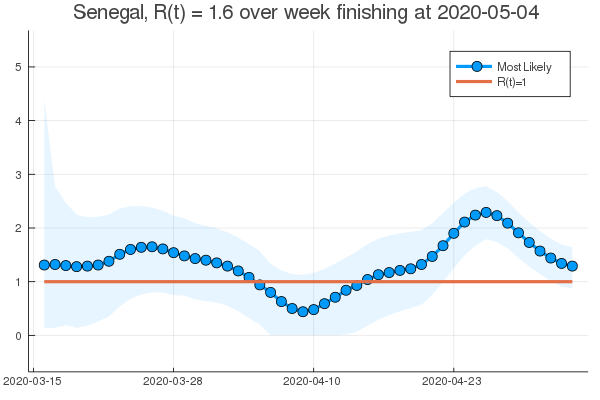 Senegal, R(t) = 1.6 over week finishing at 2020-05-04
Most Likely
R(t)=1
5
4
3
2
1
0
2020-03-15 2020-03-28 2020-04-10 2020-04-23